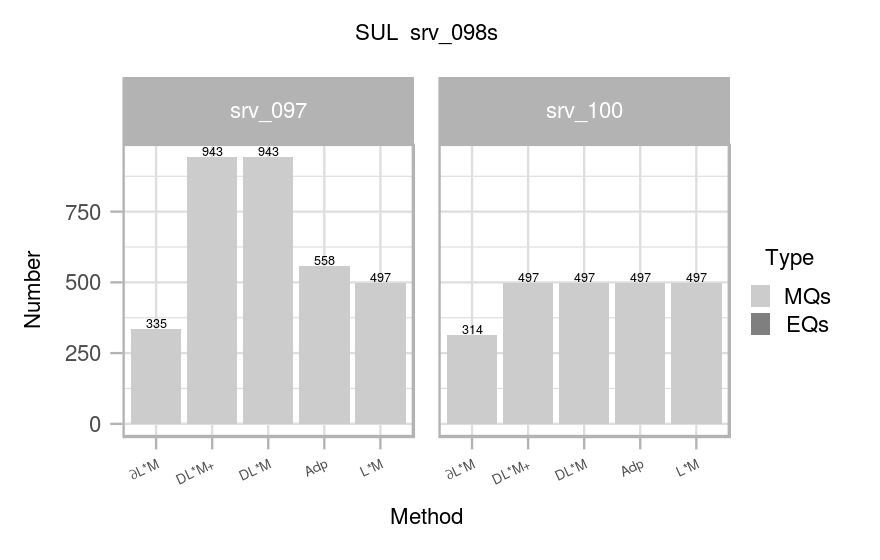 SUL srv_098s
srv_097
srv_100
Number
750
500
250
0
335
943
943
558
497
314
497
497
497
497
∂L*M
DL*M+
DL*M
Adp
L*M
∂L*M
DL*M+
DL*M
Adp
L*M
Method
Type
MQs
EQs